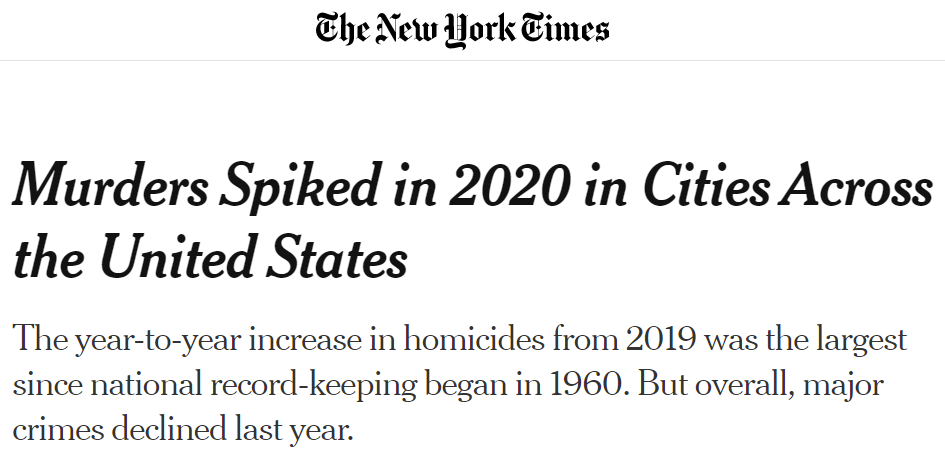 The New York Times
Murders Spiked in 2020 in Cities Across
the United States
The year-to-year increase in homicides from 2019 was the largest
since national record-keeping began in 1960. But overall, major
crimes declined last year.